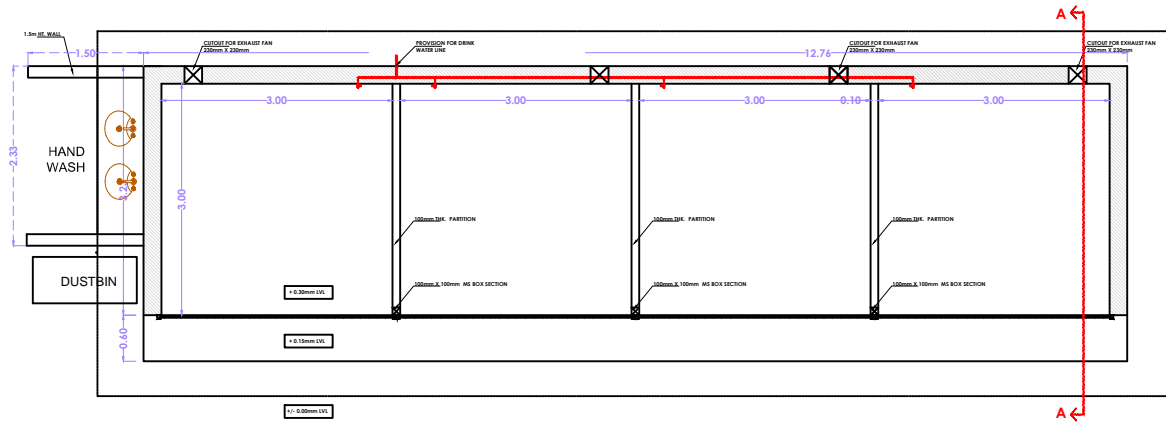 A
1.5m HT. WALL
CUTOUT FOR EXHAUST FAN
230mm X 230mm
PROVISION FOR DRINK
WATER LINE
CUTOUT FOR EXHAUST FAN
230mm X 230mm
CUTOUT FOR EXHAUST FAN
230mm X 230mm
1.50
12.76
3.00
3.00
3.00
0.10
3.00
HAND
WASH
2.33
3.00
100mm THK. PARTITION
100mm THK. PARTITION
100mm THK. PARTITION
DUSTBIN
100mm X 100mm MS BOX SECTION
100mm X 100mm MS BOX SECTION
100mm X 100mm MS BOX SECTION
+ 0.30mm LVL
0.60
+ 0.15mm LVL
+/- 0.00mm LVL
A